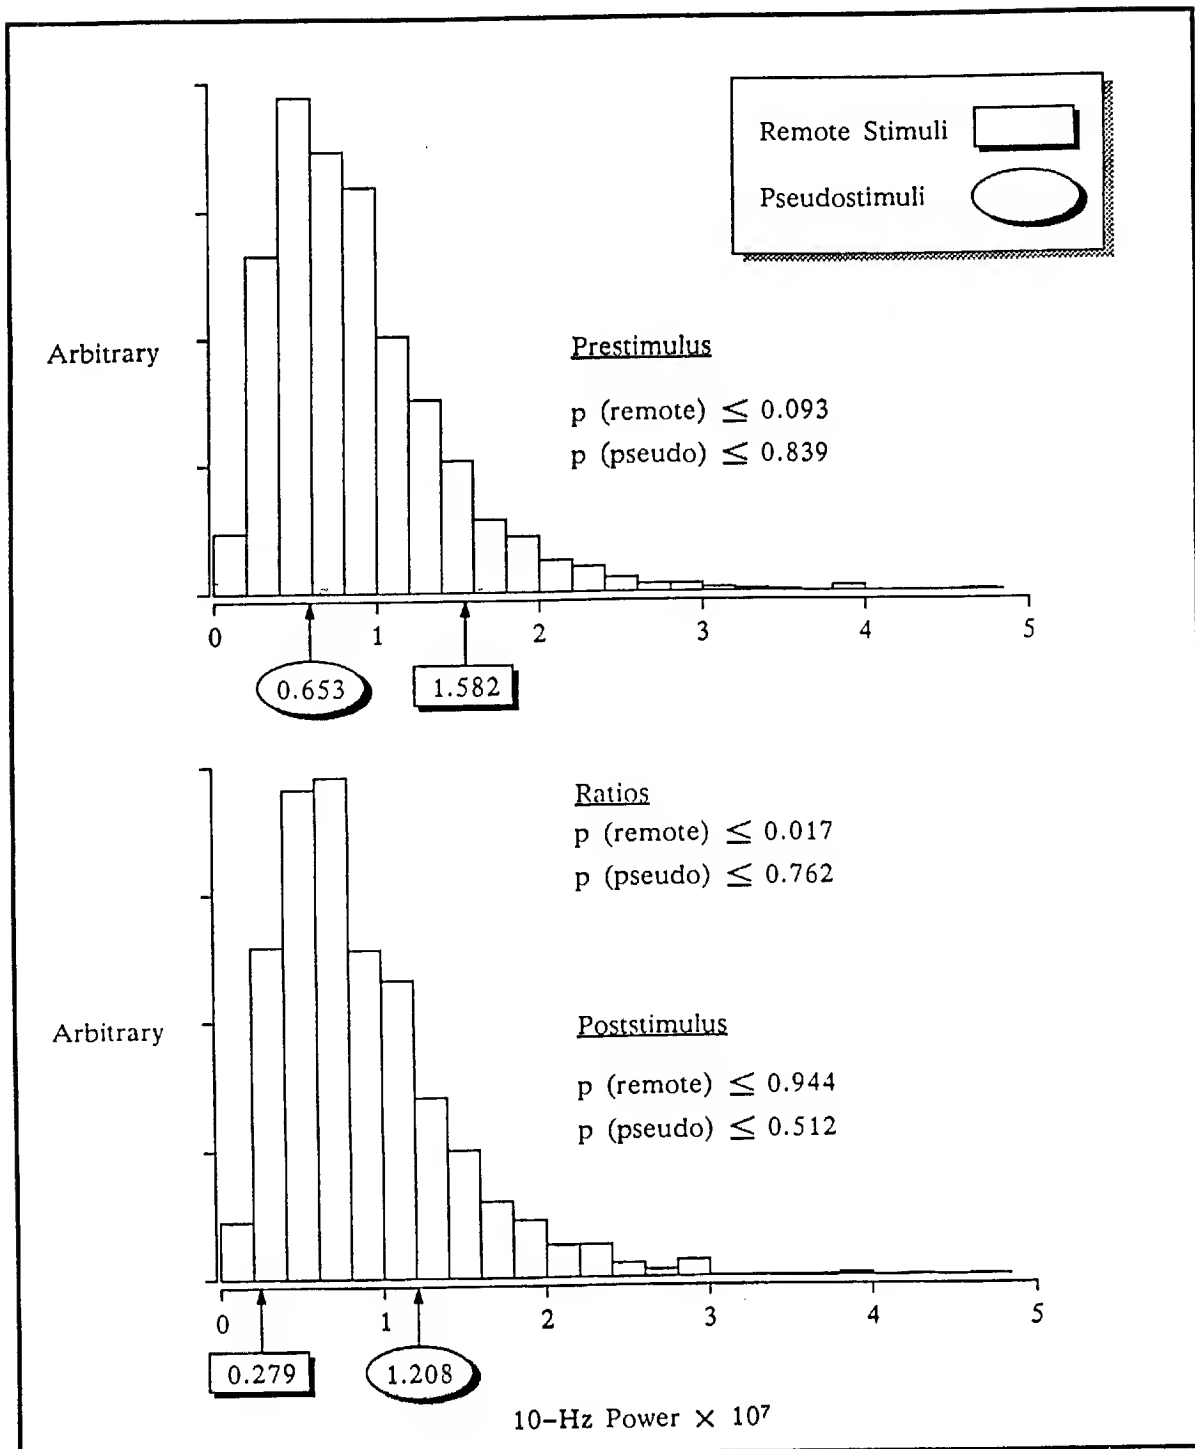 Remote Stimuli
Pseudostimuli
Arbitrary
Prestimulus
p (remote) ≤ 0.093
p (pseudo) ≤ 0.839
0 1 2 3 4 5
0.653 1.582
Ratios
p (remote) ≤ 0.017
p (pseudo) ≤ 0.762
Arbitrary
Poststimulus
p (remote) ≤ 0.944
p (pseudo) ≤ 0.512
0 1 2 3 4 5
0.279 1.208
10-Hz Power × 10⁷